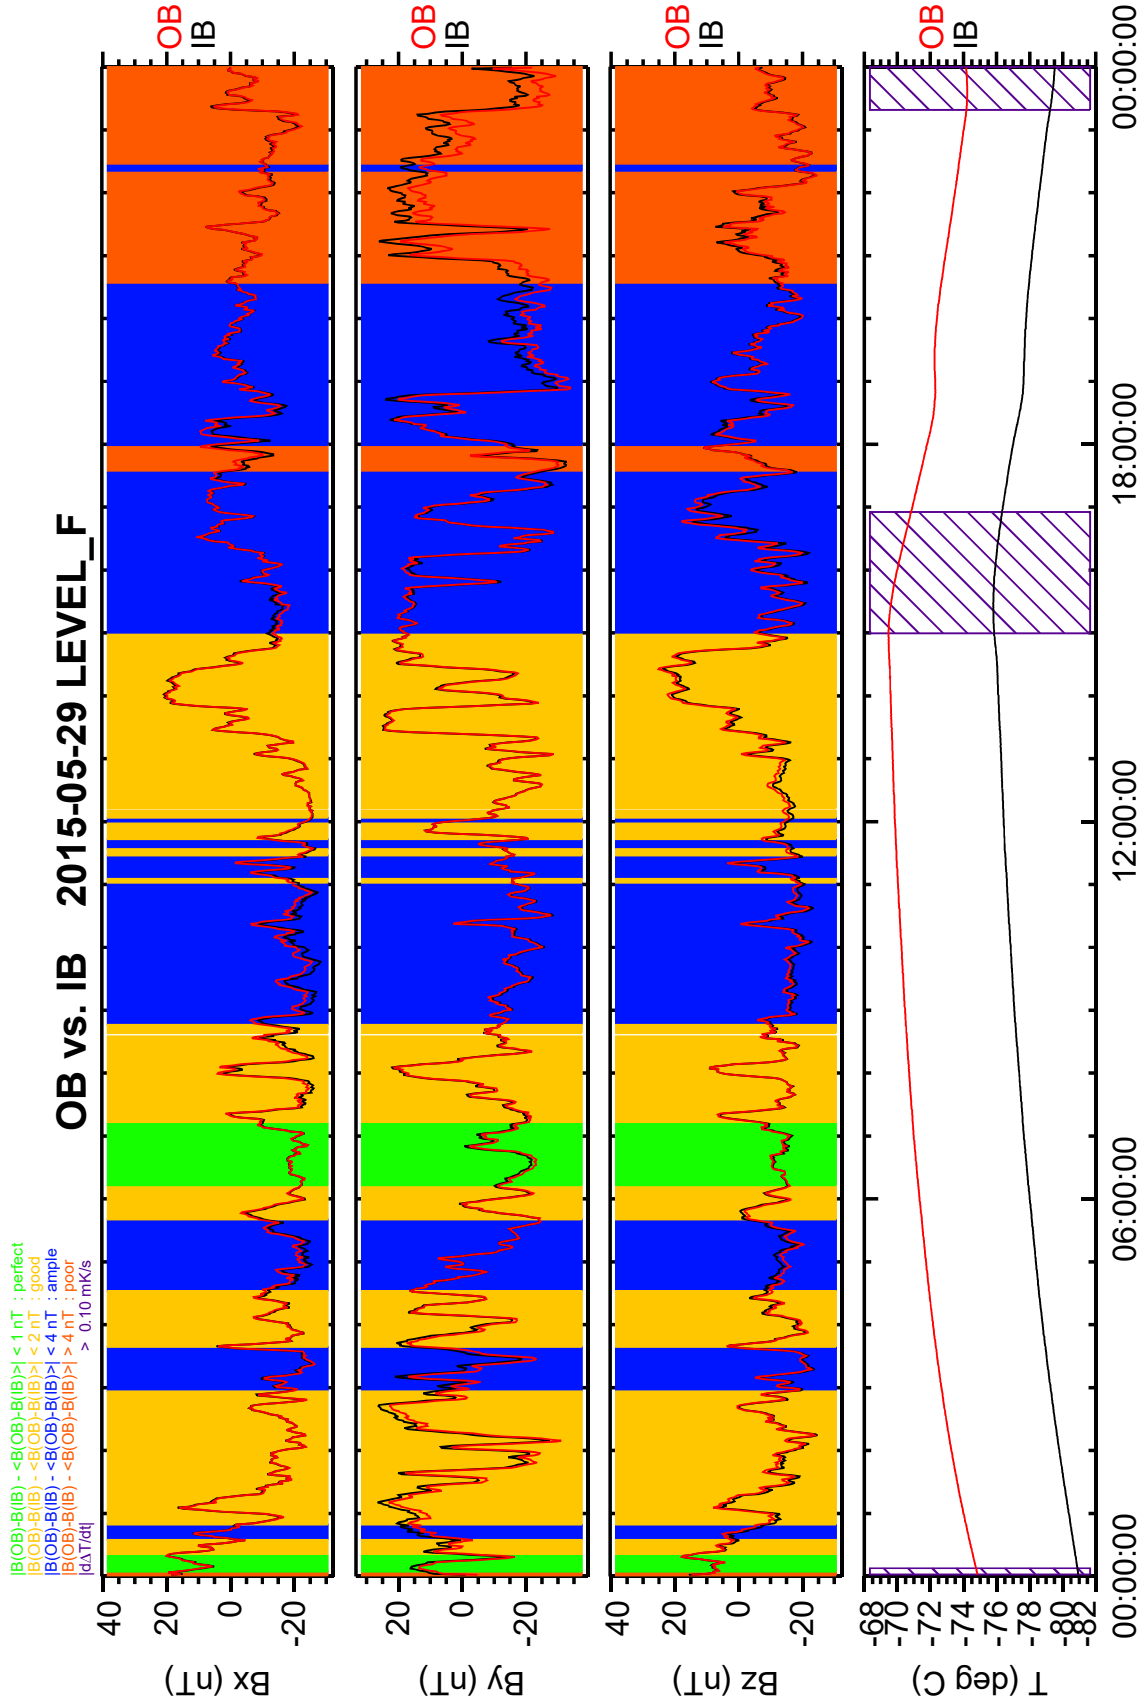 OB vs. IB 2015-05-29 LEVEL_F
|B(OB)-B(IB) - <B(OB)-B(IB)>| < 1 nT : perfect
|B(OB)-B(IB) - <B(OB)-B(IB)>| < 2 nT : good
|B(OB)-B(IB) - <B(OB)-B(IB)>| < 4 nT : ample
|B(OB)-B(IB) - <B(OB)-B(IB)>| > 4 nT : poor
|dΔT/dt| > 0.10 mK/s
Bx (nT)
40
20
0
-20
OB
IB
By (nT)
20
0
-20
OB
IB
Bz (nT)
40
20
0
-20
OB
IB
T (deg C)
-68
-70
-72
-74
-76
-78
-80
-82
OB
IB
00:00:00 06:00:00 12:00:00 18:00:00 00:00:00